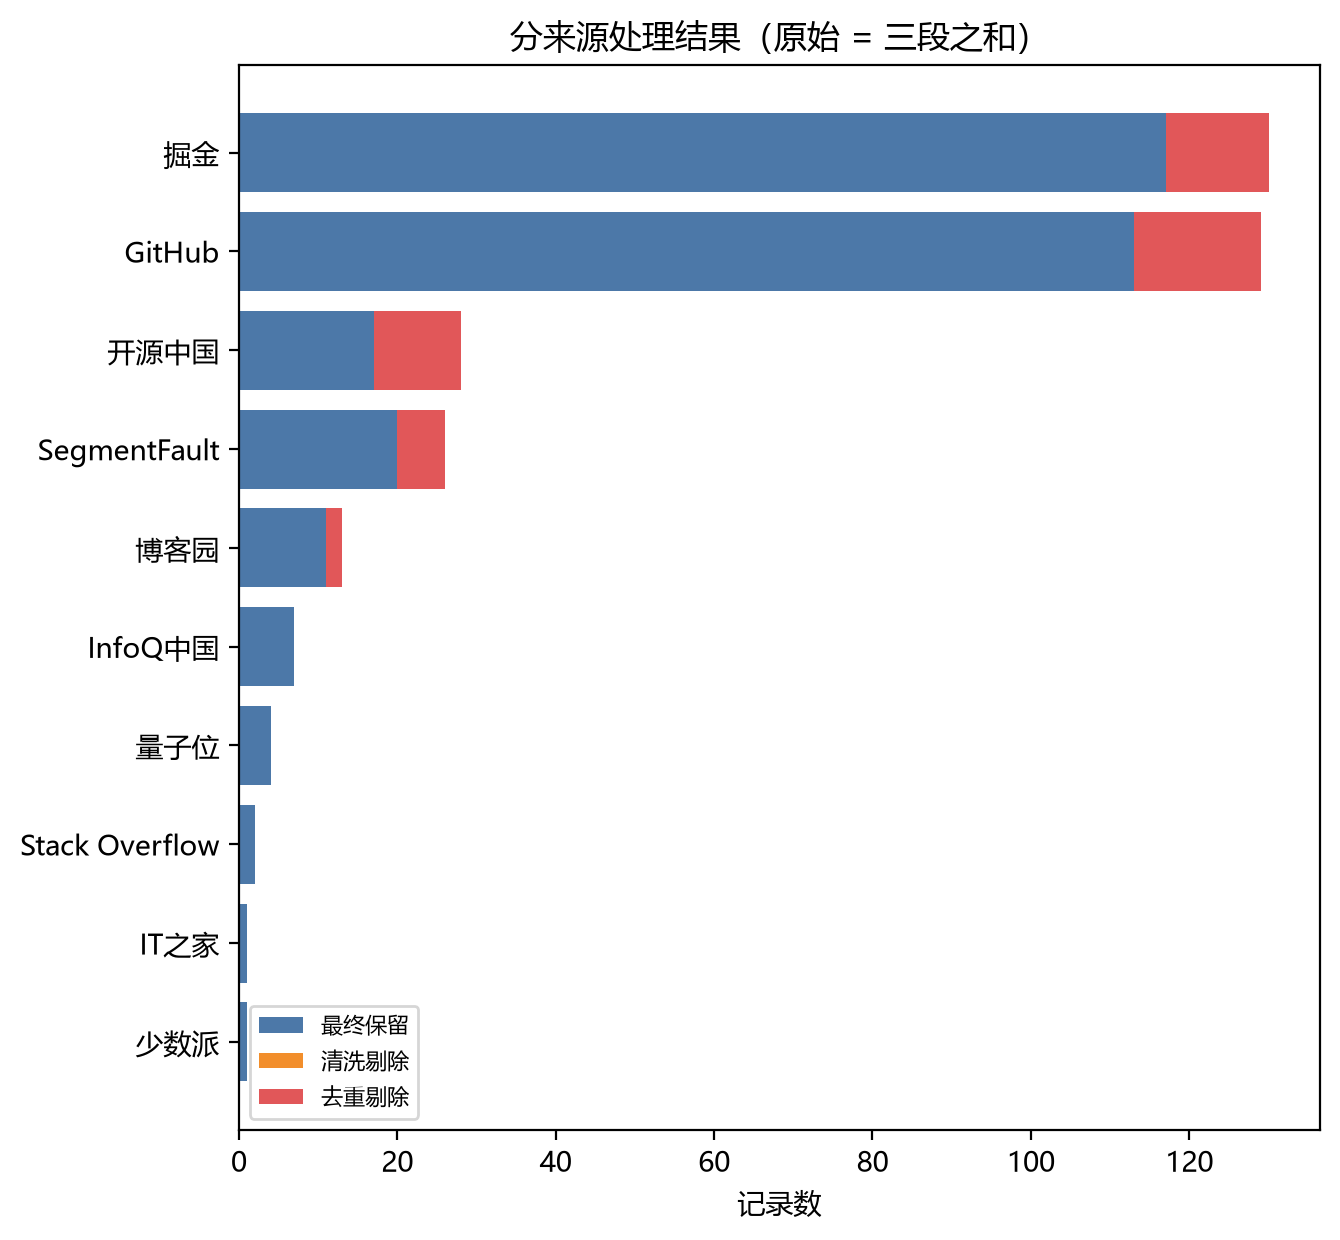 分来源处理结果（原始 = 三段之和）
掘金
GitHub
开源中国
SegmentFault
博客园
InfoQ中国
量子位
Stack Overflow
IT之家
少数派
最终保留
清洗剔除
去重剔除
0 20 40 60 80 100 120
记录数